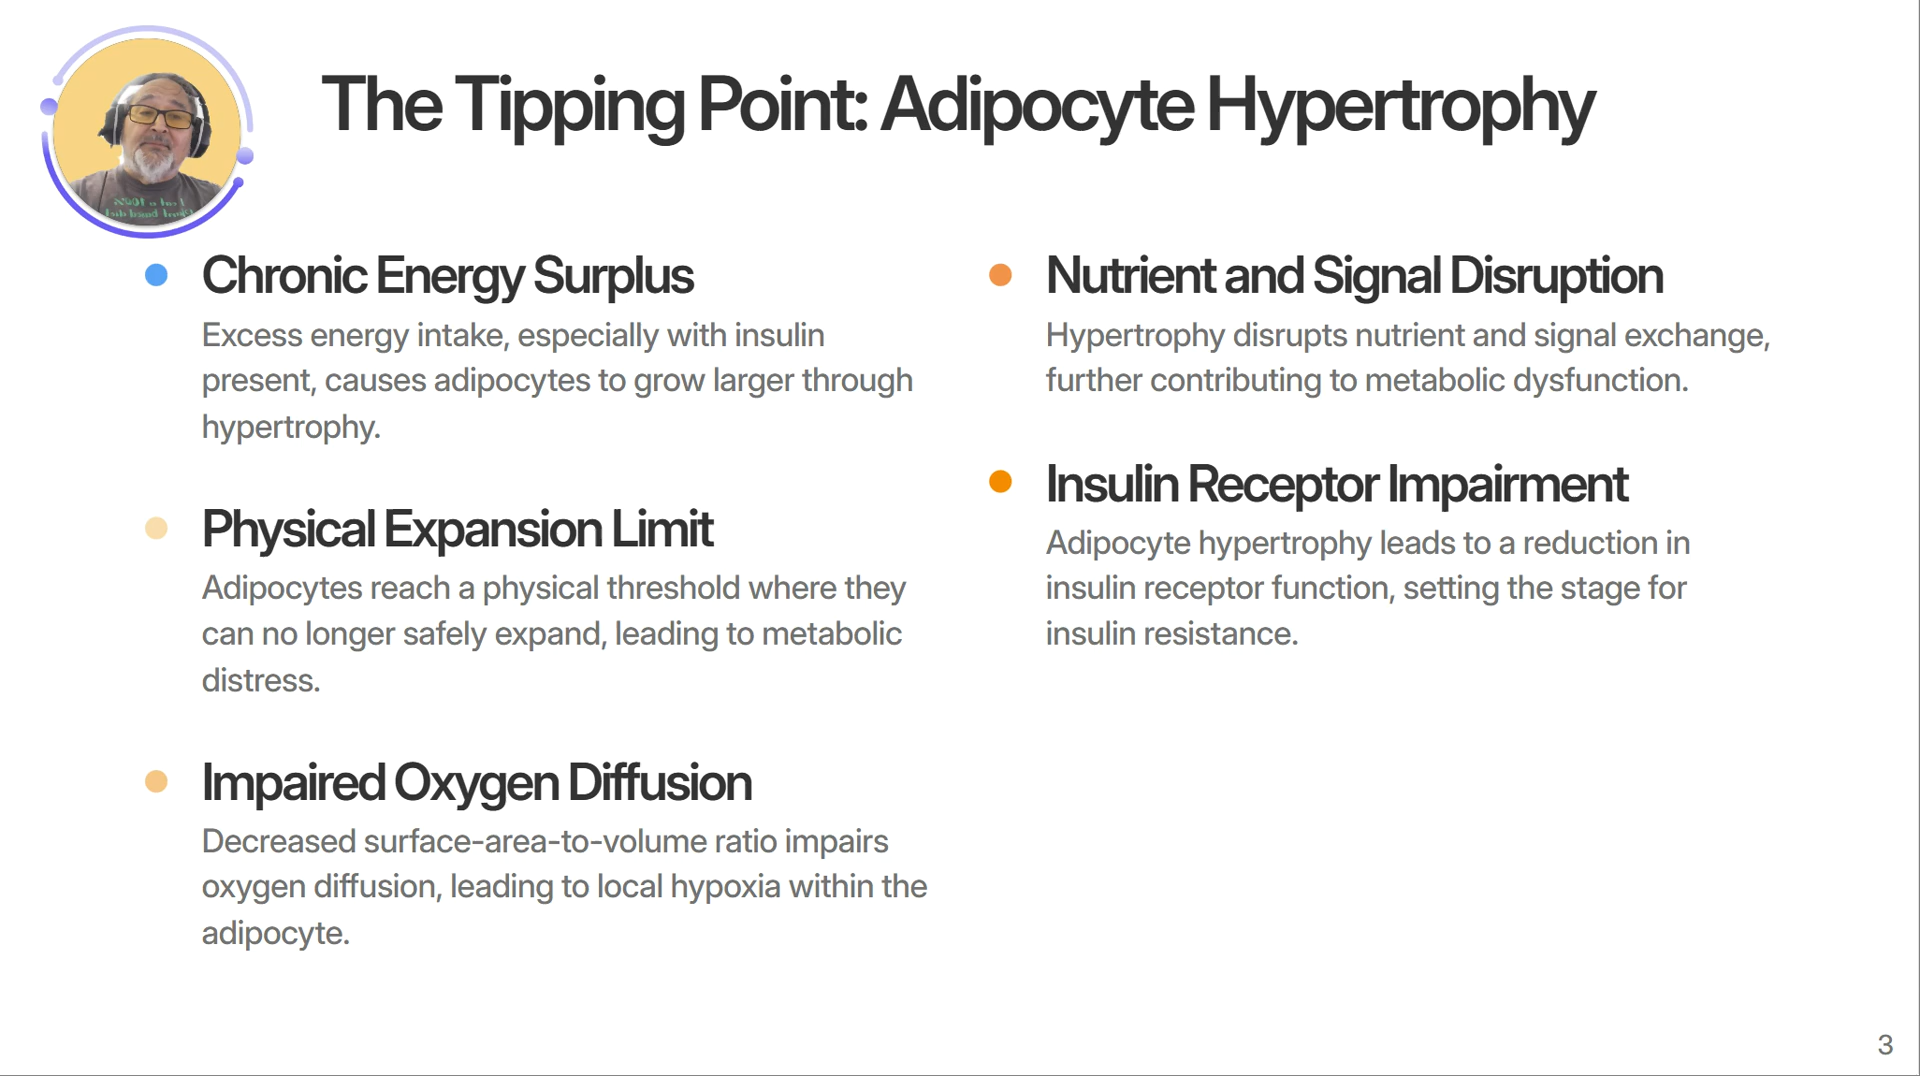 The Tipping Point: Adipocyte Hypertrophy
Chronic Energy Surplus
Excess energy intake, especially with insulin
present, causes adipocytes to grow larger through
hypertrophy.
Physical Expansion Limit
Adipocytes reach a physical threshold where they
can no longer safely expand, leading to metabolic
distress.
Impaired Oxygen Diffusion
Decreased surface-area-to-volume ratio impairs
oxygen diffusion, leading to local hypoxia within the
adipocyte.
Nutrient and Signal Disruption
Hypertrophy disrupts nutrient and signal exchange,
further contributing to metabolic dysfunction.
Insulin Receptor Impairment
Adipocyte hypertrophy leads to a reduction in
insulin receptor function, setting the stage for
insulin resistance.
3